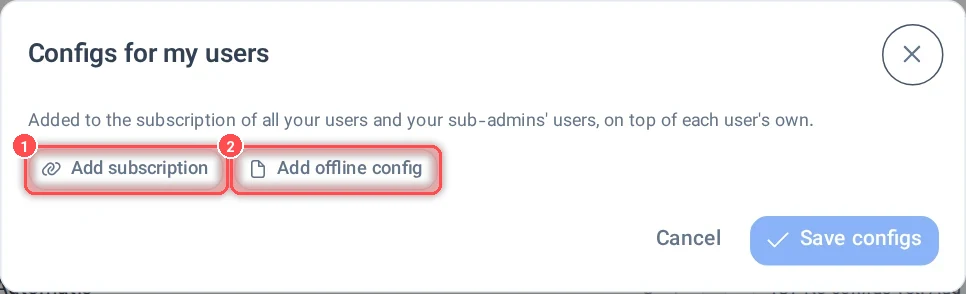 Configs for my users
Added to the subscription of all your users and your sub-admins' users, on top of each user's own.
1 Add subscription 2 Add offline config
Cancel Save configs